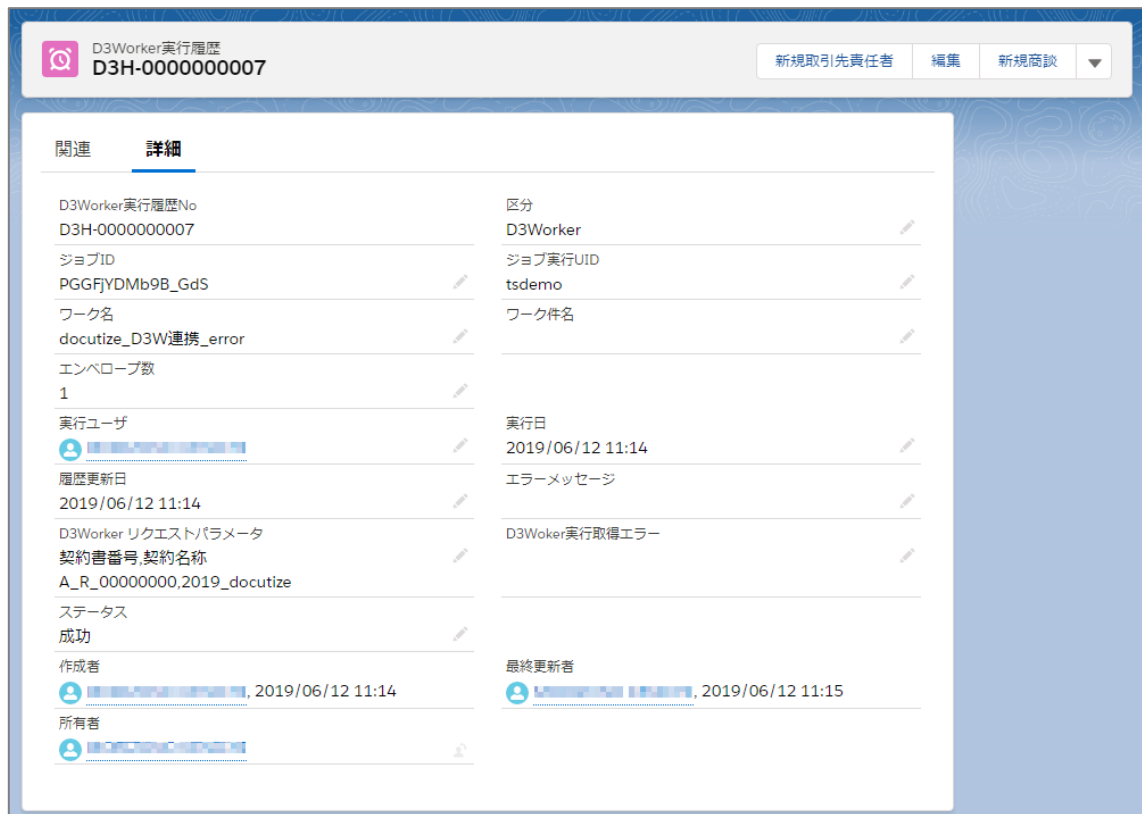 D3Worker実行履歴
D3H-0000000007
新規取引先責任者 編集 新規商談
関連 詳細
D3Worker実行履歴No 区分
D3H-0000000007 D3Worker
ジョブID ジョブ実行UID
PGGFjYDMb9B_GdS tsdemo
ワーク名 ワーク件名
docutize_D3W連携_error
エンベロープ数
1
実行ユーザ 実行日
2019/06/12 11:14
履歴更新日 エラーメッセージ
2019/06/12 11:14
D3Worker リクエストパラメータ D3Woker実行取得エラー
契約書番号,契約名称
A_R_00000000,2019_docutize
ステータス
成功
作成者 最終更新者
, 2019/06/12 11:14 , 2019/06/12 11:15
所有者